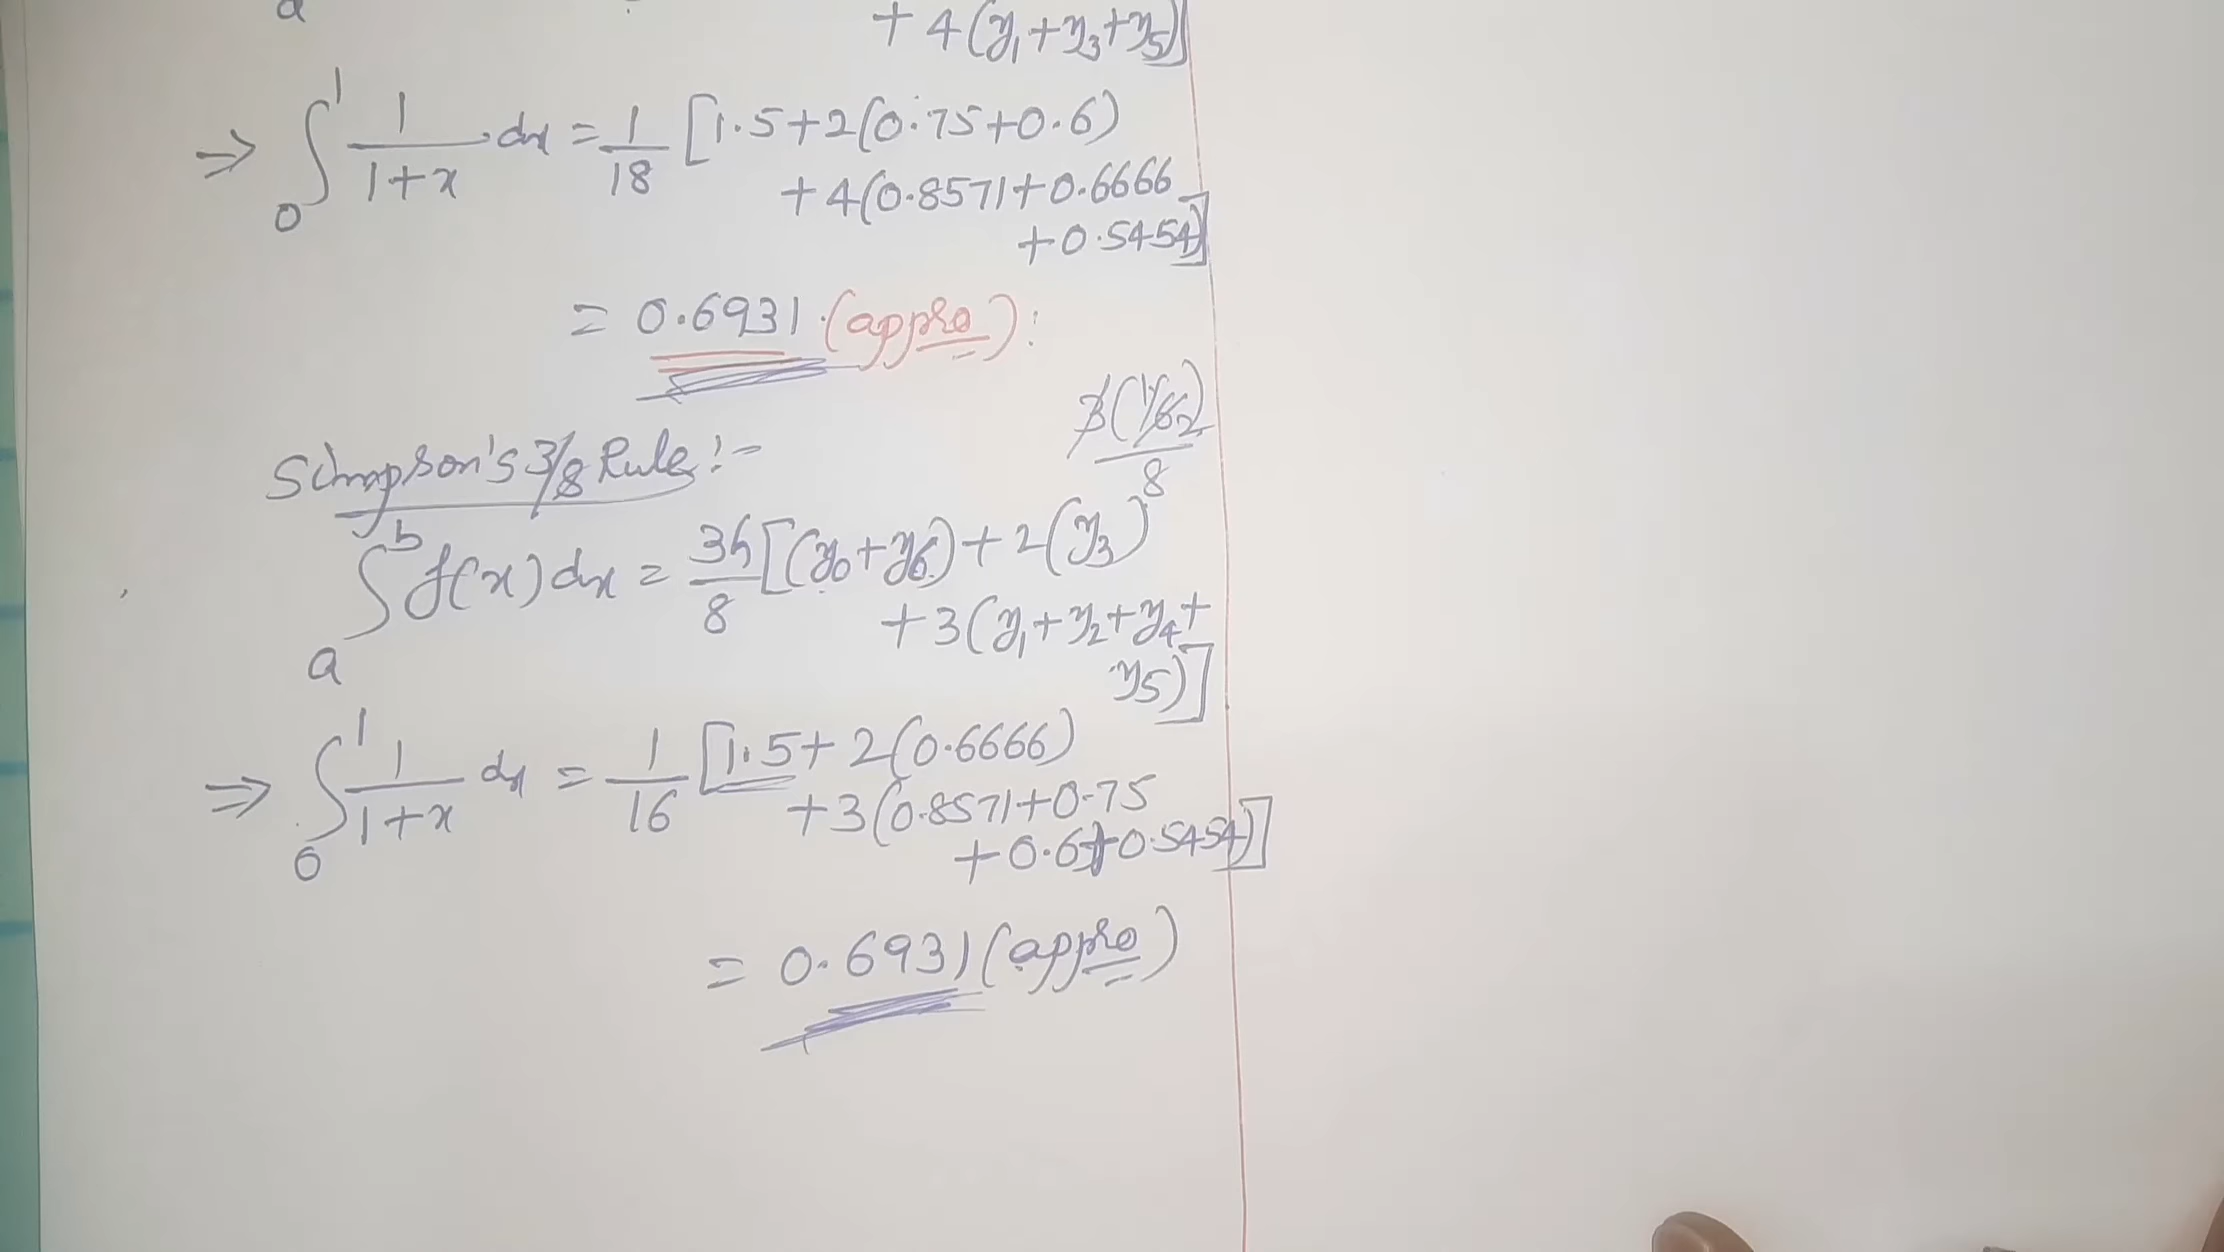 a
+ 4(y₁+y₃+y₅)]
⇒ ∫₀¹ 1/(1+x) dx = 1/18 [1.5+2(0.75+0.6)
+4(0.8571+0.6666
+0.5454)]
= 0.6931 (appro):
3(1/6 2)/8
Simpson's 3/8 Rule:-
∫ₐᵇ f(x)dx = 3h/8 [(y₀+y₆)+2(y₃)
+3(y₁+y₂+y₄+
y₅)]
⇒ ∫₀¹ 1/(1+x) dx = 1/16 [1.5+2(0.6666)
+3(0.8571+0.75
+0.6+0.5454)]
= 0.6931(appro)